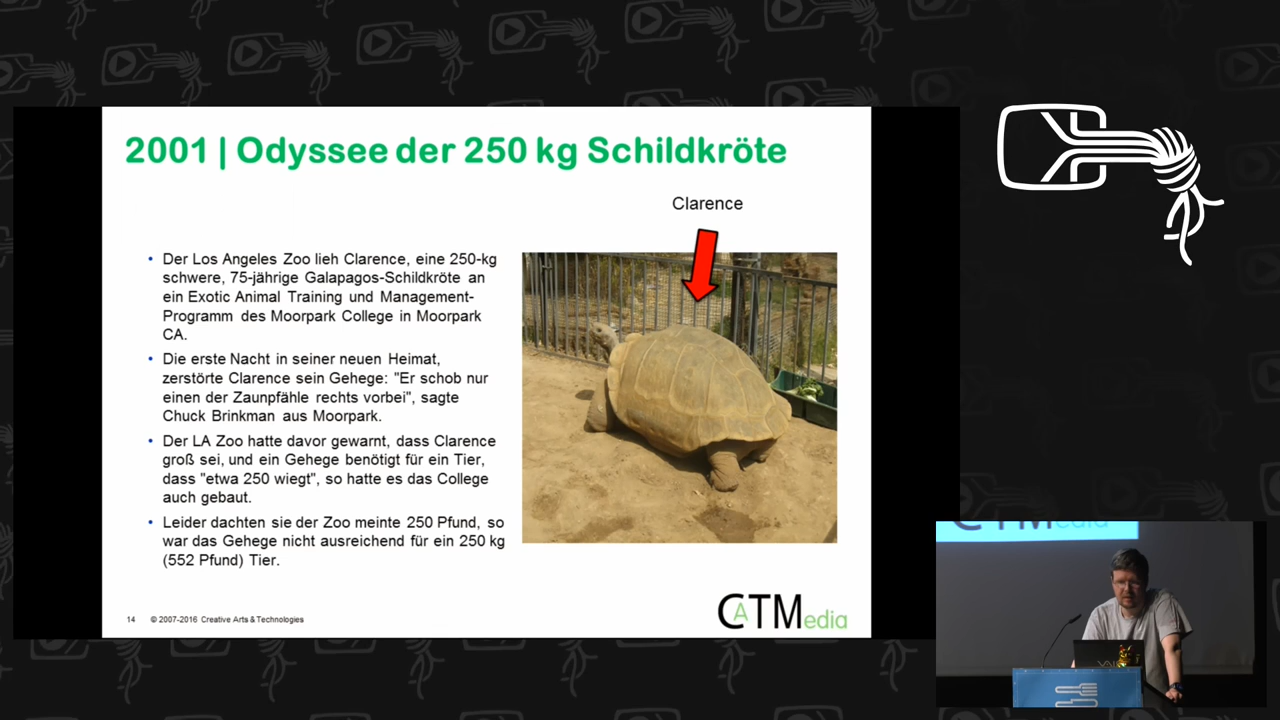 2001 | Odyssee der 250 kg Schildkröte
Clarence
• Der Los Angeles Zoo lieh Clarence, eine 250-kg
schwere, 75-jährige Galapagos-Schildkröte an
ein Exotic Animal Training und Management-
Programm des Moorpark College in Moorpark
CA.
• Die erste Nacht in seiner neuen Heimat,
zerstörte Clarence sein Gehege: "Er schob nur
einen der Zaunpfähle rechts vorbei", sagte
Chuck Brinkman aus Moorpark.
• Der LA Zoo hatte davor gewarnt, dass Clarence
groß sei, und ein Gehege benötigt für ein Tier,
dass "etwa 250 wiegt", so hatte es das College
auch gebaut.
• Leider dachten sie der Zoo meinte 250 Pfund, so
war das Gehege nicht ausreichend für ein 250 kg
(552 Pfund) Tier.
14 © 2007-2016 Creative Arts & Technologies
CATMedia
CATMedia
VAIO